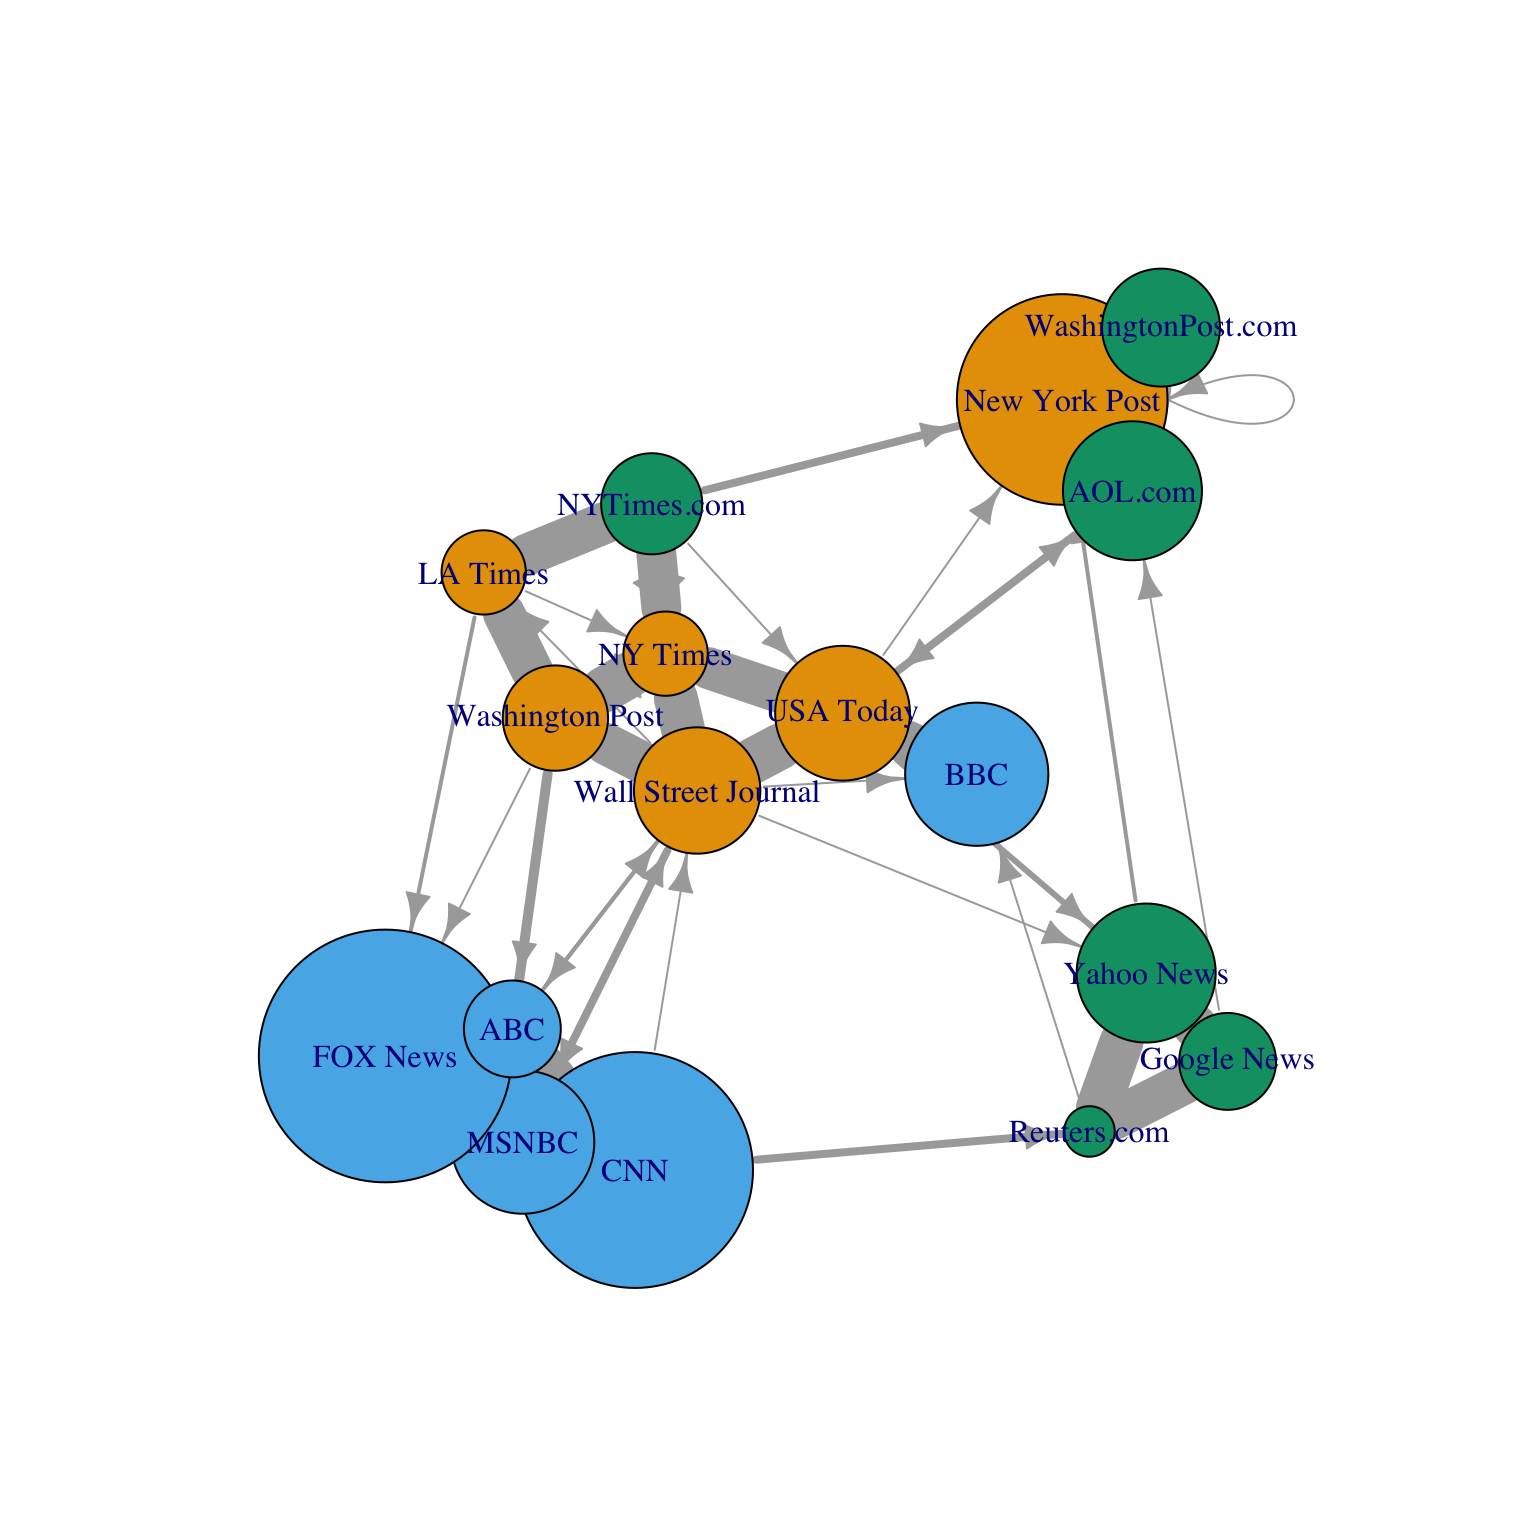 WashingtonPost.com
New York Post
AOL.com
NYTimes.com
LA Times
NY Times
Washington Post
USA Today
Wall Street Journal
BBC
Yahoo News
ABC
FOX News
Google News
Reuters.com
MSNBC
CNN